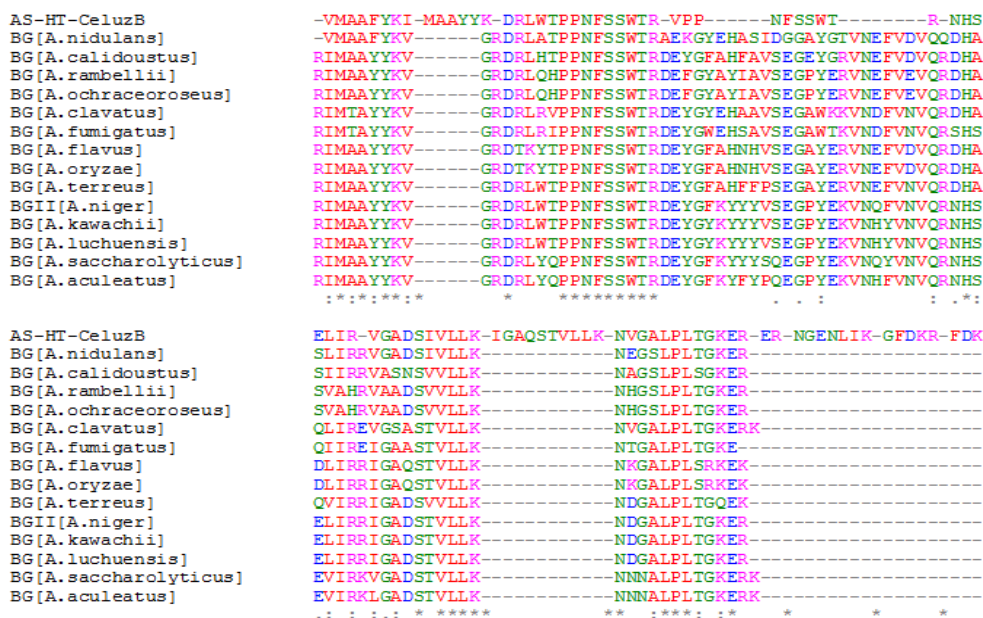 AS-HT-CeluzB -VMAAFYKI-MAAYYK-DRLWTPPNFSSWTR-VPP------NFSSWT--------R-NHS
BG[A.nidulans] -VMAAFYKV------GRDRLATPPNFSSWTRAEKGYEHASIDGGAYGTVNEFVDVQQDHA
BG[A.calidoustus] RIMAAYYKV------GRDRLHTPPNFSSWTRDEYGFAHFAVSEGEYGRVNEFVDVQRDHA
BG[A.rambellii] RIMAAYYKV------GRDRLQHPPNFSSWTRDEFGYAYIAVSEGPYERVNEFVEVQRDHA
BG[A.ochraceoroseus] RIMAAYYKV------GRDRLQHPPNFSSWTRDEFGYAYIAVSEGPYERVNEFVEVQRDHA
BG[A.clavatus] RIMTAYYKV------GRDRLRVPPNFSSWTRDEYGYEHAAVSEGAWKKVNDFVNVQRDHA
BG[A.fumigatus] RIMTAYYKV------GRDRLRIPPNFSSWTRDEYGWEHSAVSEGAWTKVNDFVNVQRSHS
BG[A.flavus] RIMAAYYKV------GRDTKYTPPNFSSWTRDEYGFAHNHVSEGAYERVNEFVDVQRDHA
BG[A.oryzae] RIMAAYYKV------GRDTKYTPPNFSSWTRDEYGFAHNHVSEGAYERVNEFVDVQRDHA
BG[A.terreus] RIMAAYYKV------GRDRLWTPPNFSSWTRDEYGFAHFFPSEGAYERVNEFVNVQRDHA
BGII[A.niger] RIMAAYYKV------GRDRLWTPPNFSSWTRDEYGFKYYYVSEGPYEKVNQFVNVQRNHS
BG[A.kawachii] RIMAAYYKV------GRDRLWTPPNFSSWTRDEYGYKYYYVSEGPYEKVNHYVNVQRNHS
BG[A.luchuensis] RIMAAYYKV------GRDRLWTPPNFSSWTRDEYGYKYYYVSEGPYEKVNHYVNVQRNHS
BG[A.saccharolyticus] RIMAAYYKV------GRDRLYQPPNFSSWTRDEYGFKYYYSQEGPYEKVNQYVNVQRNHS
BG[A.aculeatus] RIMAAYYKV------GRDRLYQPPNFSSWTRDEYGFKYFYPQEGPYEKVNHFVNVQRNHS
:*:*:**:* * ********* . . : : .*:
AS-HT-CeluzB ELIR-VGADSIVLLK-IGAQSTVLLK-NVGALPLTGKER-ER-NGENLIK-GFDKR-FDK
BG[A.nidulans] SLIRRVGADSIVLLK------------NEGSLPLTGKER---------------------
BG[A.calidoustus] SIIRRVASNSVVLLK------------NAGSLPLSGKER---------------------
BG[A.rambellii] SVAHRVAADSVVLLK------------NHGSLPLTGKER---------------------
BG[A.ochraceoroseus] SVAHRVAADSVVLLK------------NHGSLPLTGKER---------------------
BG[A.clavatus] QLIREVGSASTVLLK------------NVGALPLTGKERK--------------------
BG[A.fumigatus] QIIREIGAASTVLLK------------NTGALPLTGKE----------------------
BG[A.flavus] DLIRRIGAQSTVLLK------------NKGALPLSRKEK---------------------
BG[A.oryzae] DLIRRIGAQSTVLLK------------NKGALPLSRKEK---------------------
BG[A.terreus] QVIRRIGADSVVLLK------------NDGALPLTGQEK---------------------
BGII[A.niger] ELIRRIGADSTVLLK------------NDGALPLTGKER---------------------
BG[A.kawachii] ELIRRIGADSTVLLK------------NDGALPLTGKER---------------------
BG[A.luchuensis] ELIRRIGADSTVLLK------------NDGALPLTGKER---------------------
BG[A.saccharolyticus] EVIRKVGADSTVLLK------------NNNALPLTGKERK--------------------
BG[A.aculeatus] EVIRKLGADSTVLLK------------NNNALPLTGKERK--------------------
.: : :.: * ***** ** :***: :* * * *